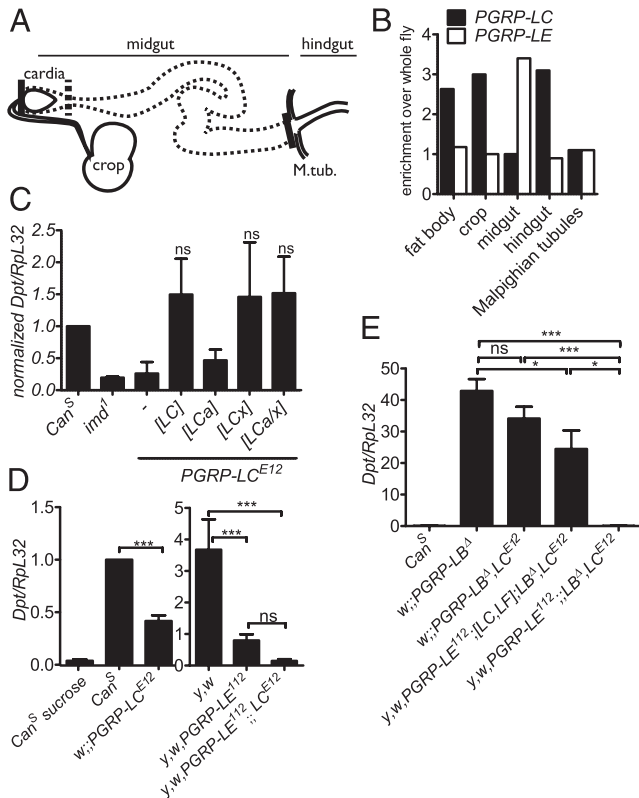 A
midgut
hindgut
cardia
crop
M.tub.
B
PGRP-LC
PGRP-LE
enrichment over whole fly
4
3
2
1
0
fat body
crop
midgut
hindgut
Malpighian tubules
C
normalized Dpt/RpL32
2.5
2.0
1.5
1.0
0.5
0.0
ns
ns
ns
Can^S
imd^1
-
[LC]
[LCa]
[LCx]
[LCa/x]
PGRP-LC^E12
D
Dpt/RpL32
1.5
1.0
0.5
0.0
***
Can^S sucrose
Can^S
w;;PGRP-LC^E12
5
4
3
2
1
0
***
***
ns
y,w
y,w,PGRP-LE^112
y,w,PGRP-LE^112;;LC^E12
E
Dpt/RpL32
50
40
30
20
10
0
***
ns
***
*
*
Can^S
w;;PGRP-LB^Δ
w;;PGRP-LB^Δ,LC^E12
y,w,PGRP-LE^112;[LC,LF];LB^Δ,LC^E12
y,w,PGRP-LE^112;;LB^Δ,LC^E12